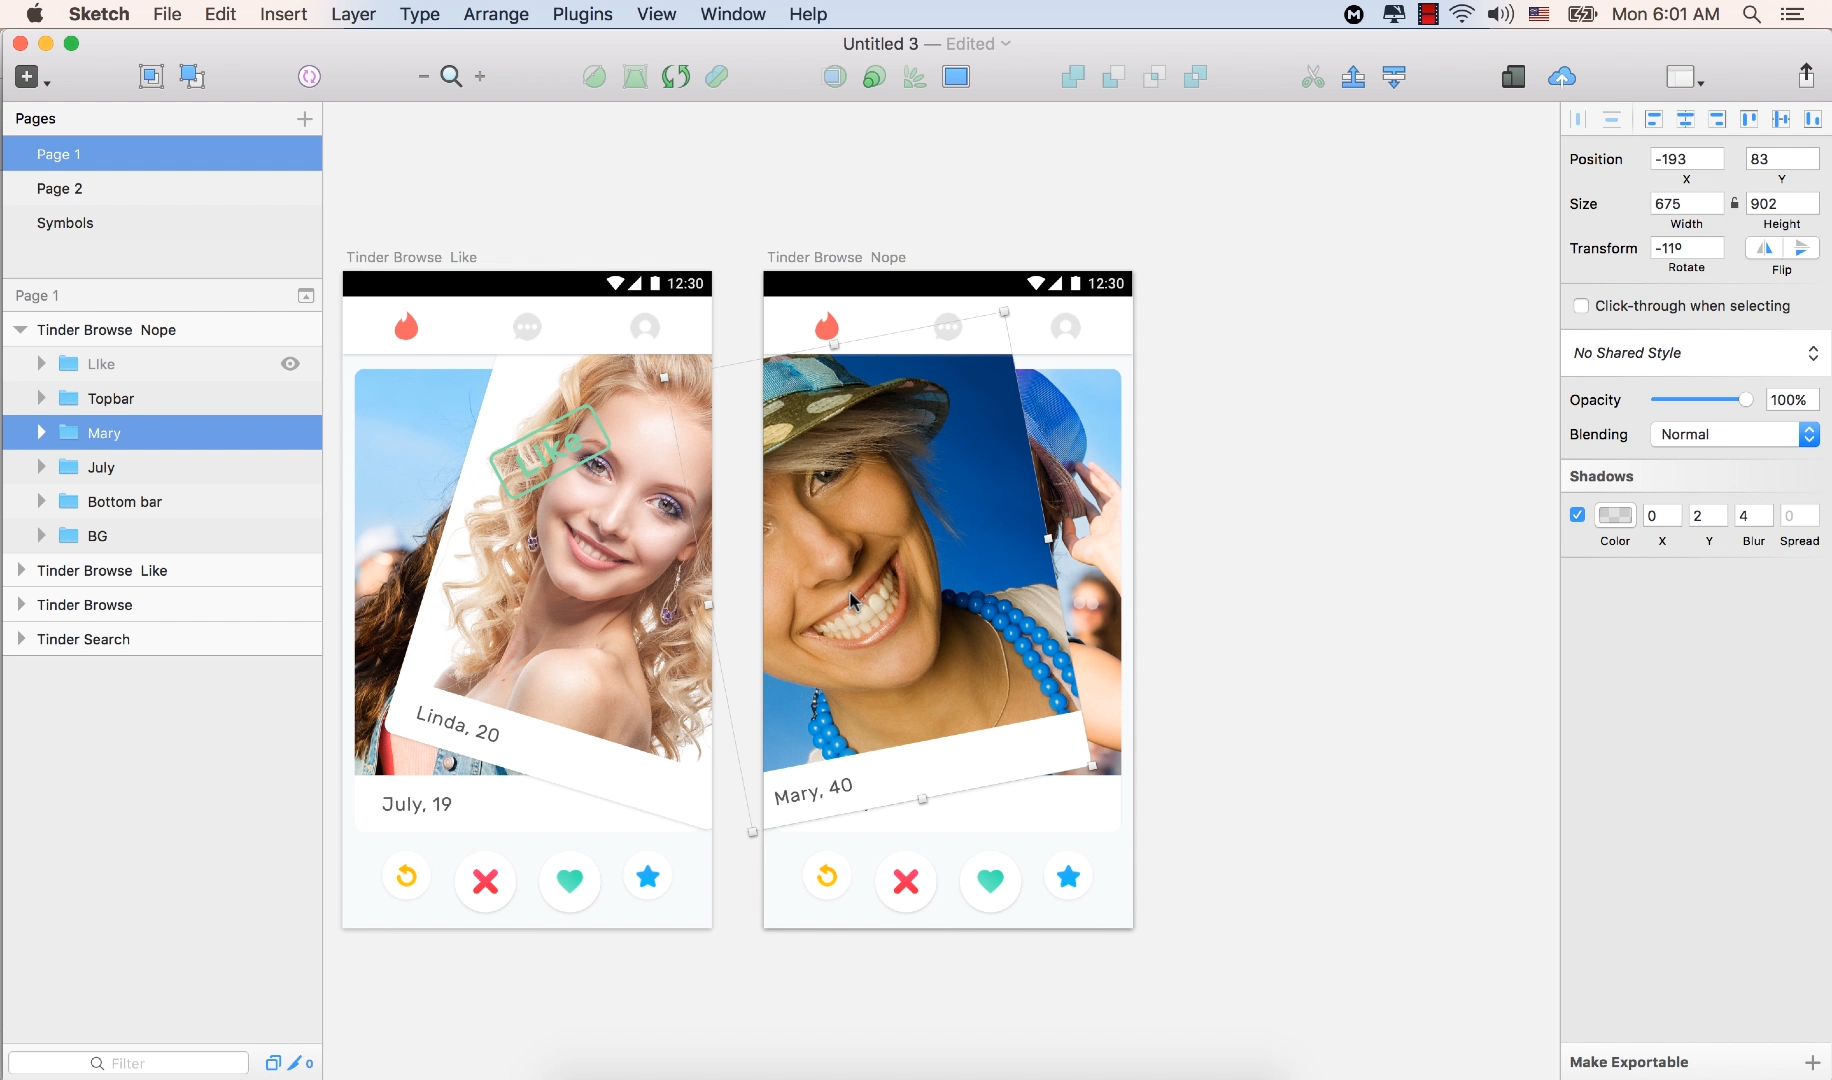 Sketch File Edit Insert Layer Type Arrange Plugins View Window Help
M
Mon 6:01 AM
Untitled 3 — Edited
Pages
Page 1
Page 2
Symbols
Page 1
Tinder Browse Nope
LIke
Topbar
Mary
July
Bottom bar
BG
Tinder Browse Like
Tinder Browse
Tinder Search
Filter
0
Tinder Browse Like
12:30
Like
Linda, 20
July, 19
Tinder Browse Nope
12:30
Mary, 40
Position -193 83
X Y
Size 675 902
Width Height
Transform -11º
Rotate Flip
Click-through when selecting
No Shared Style
Opacity 100%
Blending Normal
Shadows
0 2 4 0
Color X Y Blur Spread
Make Exportable